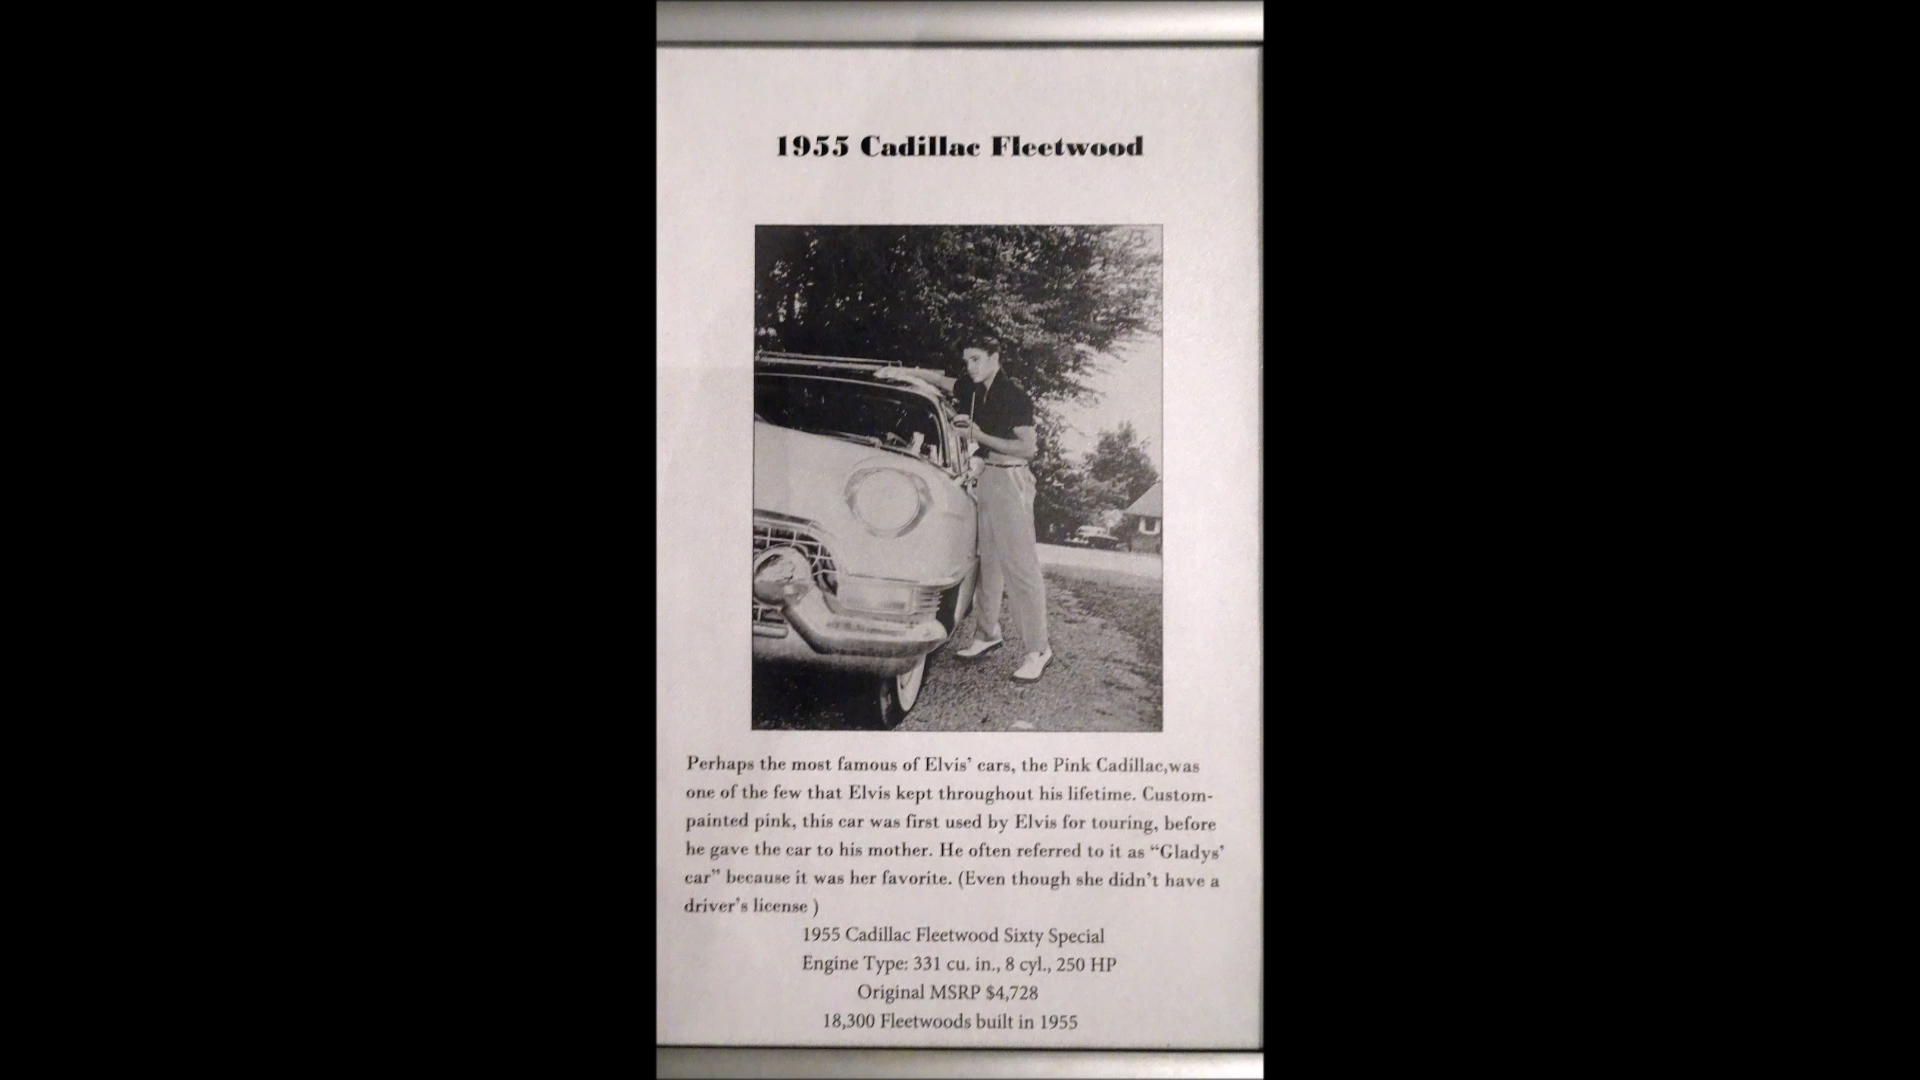 1955 Cadillac Fleetwood
Perhaps the most famous of Elvis' cars, the Pink Cadillac,was
one of the few that Elvis kept throughout his lifetime. Custom-
painted pink, this car was first used by Elvis for touring, before
he gave the car to his mother. He often referred to it as “Gladys'
car” because it was her favorite. (Even though she didn't have a
driver's license )
1955 Cadillac Fleetwood Sixty Special
Engine Type: 331 cu. in., 8 cyl., 250 HP
Original MSRP $4,728
18,300 Fleetwoods built in 1955